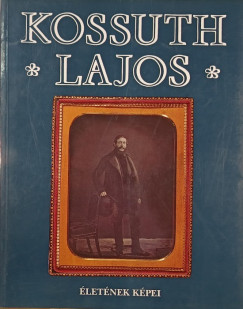 KOSSUTH
* LAJOS *
ÉLETÉNEK KÉPEI